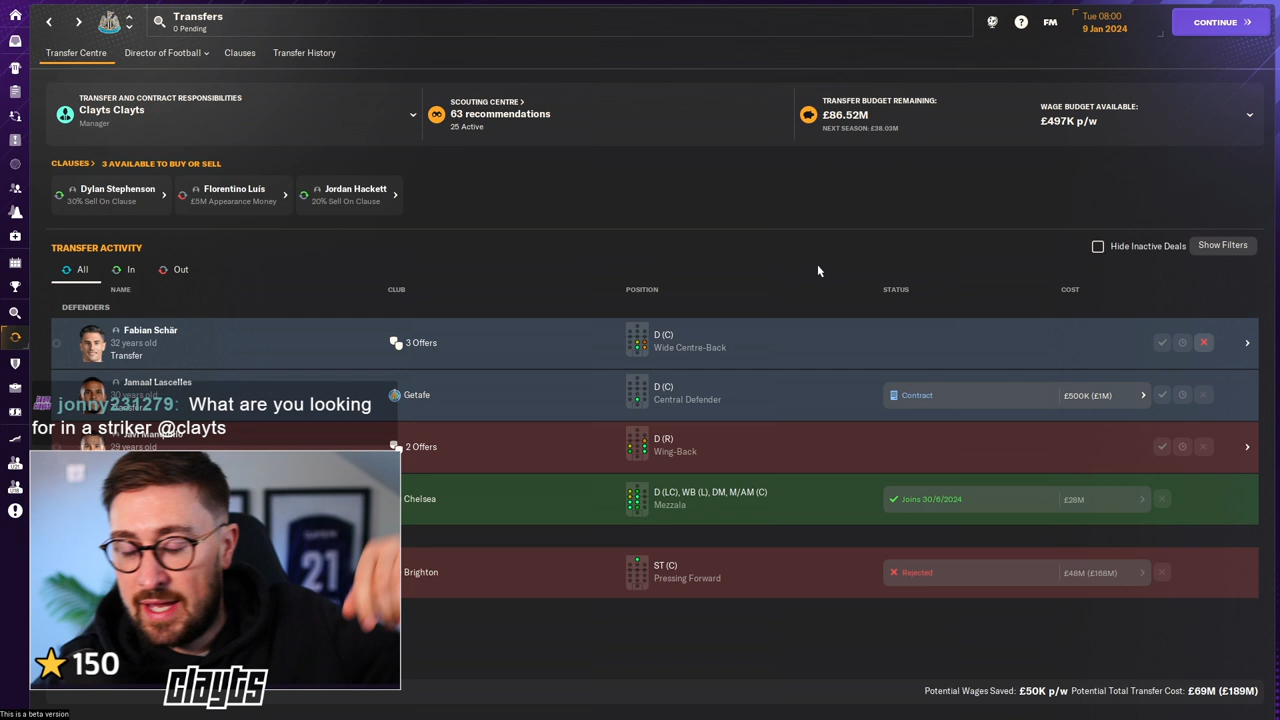 Transfers
0 Pending
FM
Tue 08:00
9 Jan 2024
CONTINUE
Transfer Centre
Director of Football
Clauses
Transfer History
TRANSFER AND CONTRACT RESPONSIBILITIES
Clayts Clayts
Manager
SCOUTING CENTRE >
63 recommendations
25 Active
TRANSFER BUDGET REMAINING:
£86.52M
NEXT SEASON: £38.03M
WAGE BUDGET AVAILABLE:
£497K p/w
CLAUSES > 3 AVAILABLE TO BUY OR SELL
Dylan Stephenson
30% Sell On Clause
Florentino Luís
£5M Appearance Money
Jordan Hackett
20% Sell On Clause
TRANSFER ACTIVITY
Hide Inactive Deals
Show Filters
All
In
Out
NAME CLUB POSITION STATUS COST
DEFENDERS
Fabian Schär
32 years old
Transfer
3 Offers
D (C)
Wide Centre-Back
Jamaal Lascelles
30 years old
Getafe
D (C)
Central Defender
Contract £500K (£1M)
jonny231279: What are you looking
for in a striker @clayts
29 years old
2 Offers
D (R)
Wing-Back
Chelsea
D (LC), WB (L), DM, M/AM (C)
Mezzala
Joins 30/6/2024 £28M
Brighton
ST (C)
Pressing Forward
Rejected £48M (£168M)
21
150
clayts
Potential Wages Saved: £50K p/w Potential Total Transfer Cost: £69M (£189M)
This is a beta version